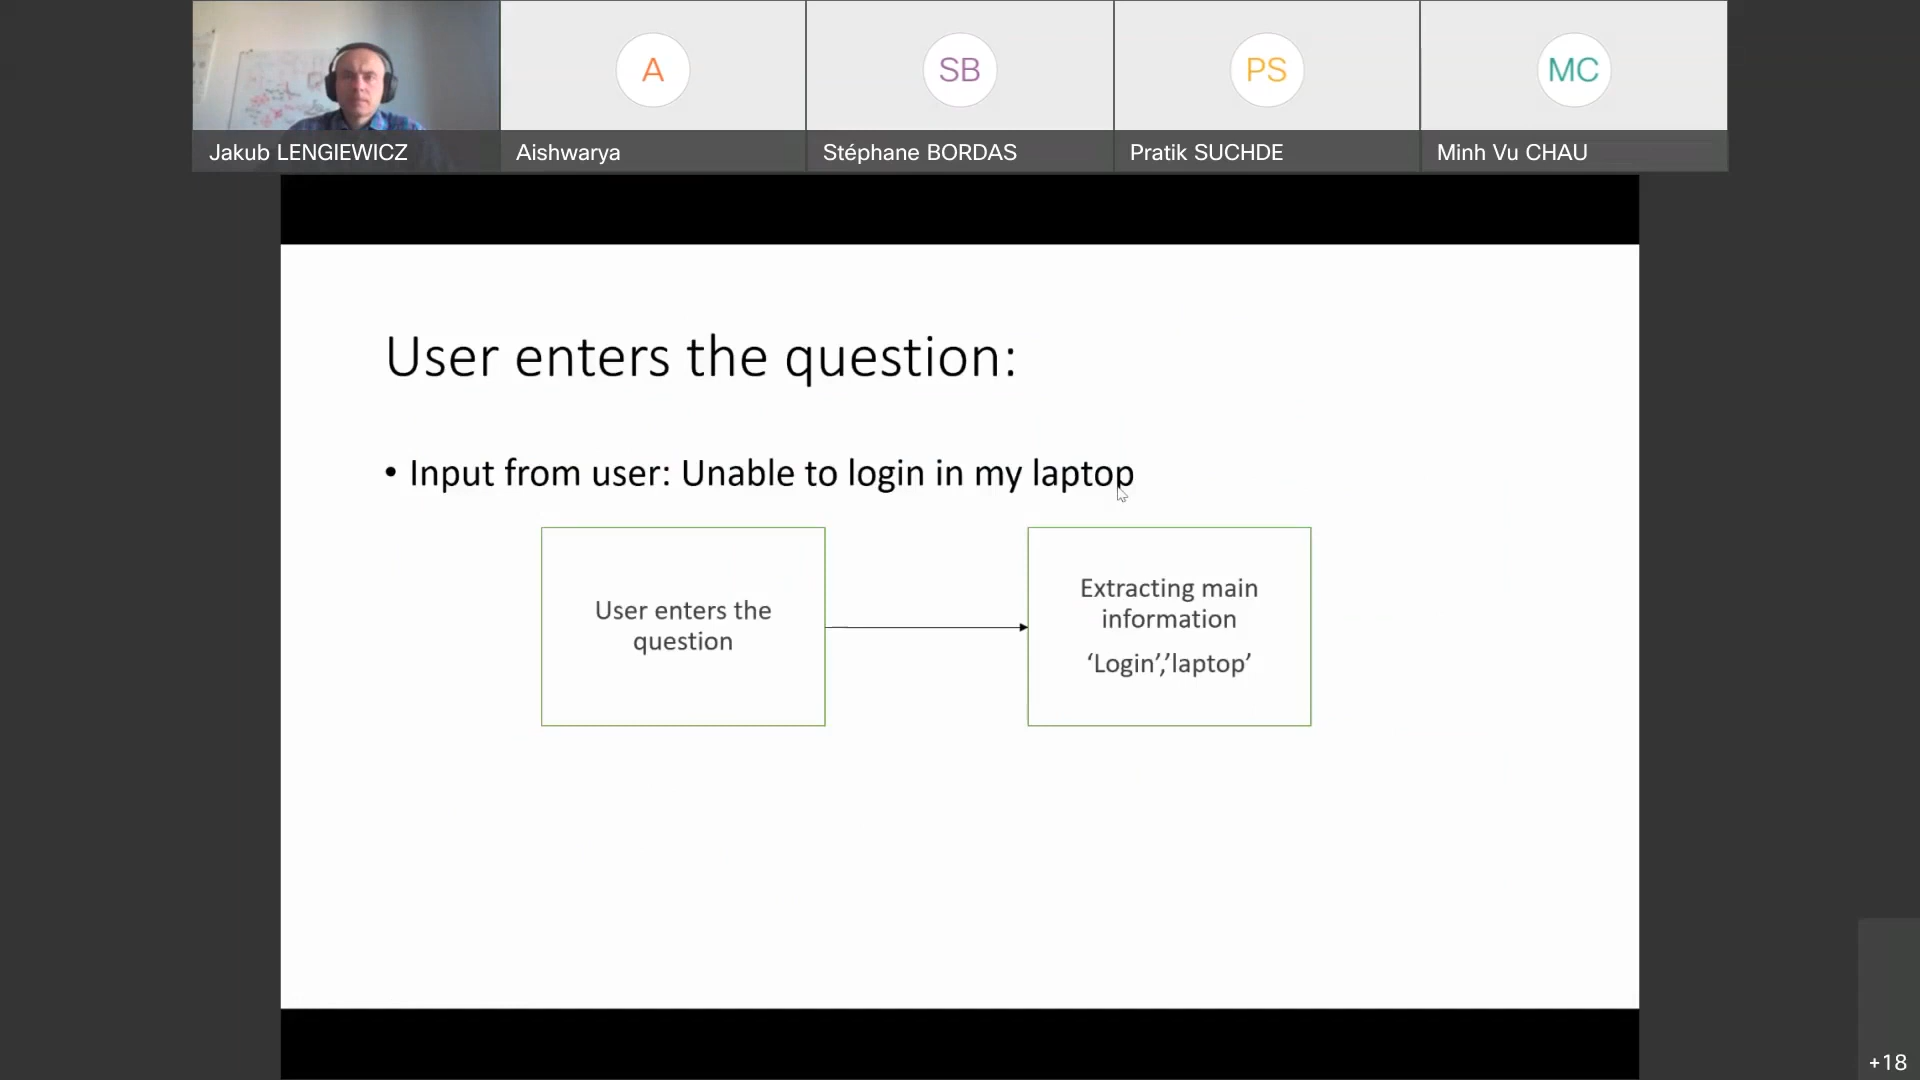 A
SB
PS
MC
Jakub LENGIEWICZ
Aishwarya
Stéphane BORDAS
Pratik SUCHDE
Minh Vu CHAU
User enters the question:
• Input from user: Unable to login in my laptop
User enters the
question
Extracting main
information
‘Login’,’laptop’
+18